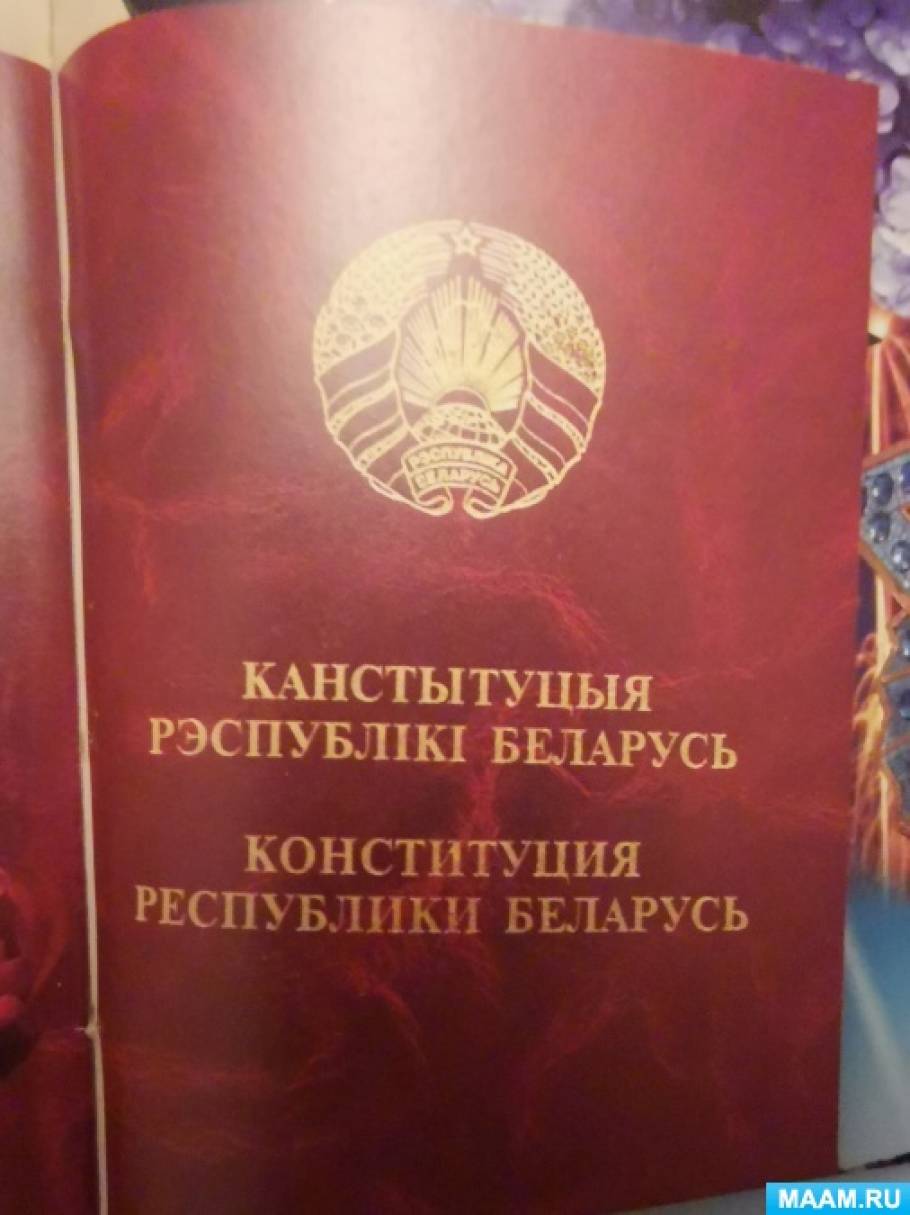 РЭСПУБЛІКА
БЕЛАРУСЬ
КАНСТЫТУЦЫЯ
РЭСПУБЛІКІ БЕЛАРУСЬ
КОНСТИТУЦИЯ
РЕСПУБЛИКИ БЕЛАРУСЬ
MAAM.RU